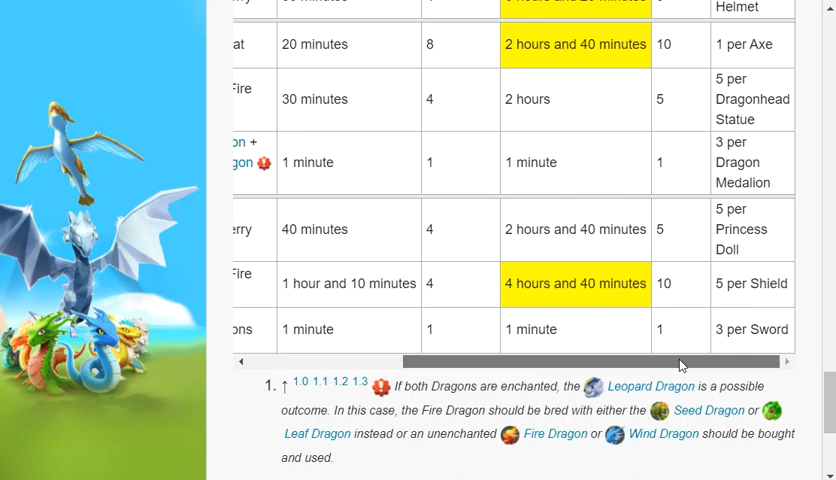 Helmet
at 20 minutes 8 2 hours and 40 minutes 10 1 per Axe
Fire 30 minutes 4 2 hours 5 5 per
Dragonhead
Statue
on +
gon 1 minute 1 1 minute 1 3 per
Dragon
Medalion
erry 40 minutes 4 2 hours and 40 minutes 5 5 per
Princess
Doll
Fire
1 hour and 10 minutes 4 4 hours and 40 minutes 10 5 per Shield
ons 1 minute 1 1 minute 1 3 per Sword
1. ↑ 1.0 1.1 1.2 1.3 If both Dragons are enchanted, the Leopard Dragon is a possible
outcome. In this case, the Fire Dragon should be bred with either the Seed Dragon or
Leaf Dragon instead or an unenchanted Fire Dragon or Wind Dragon should be bought
and used.